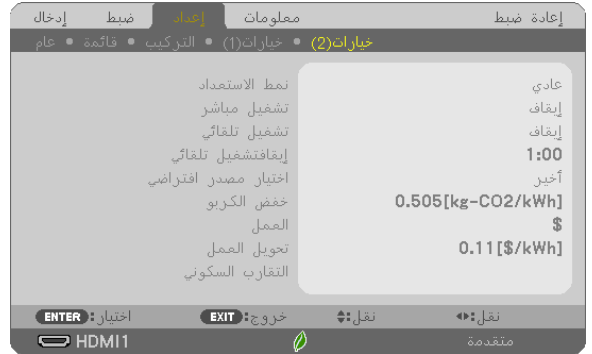 إدخال ضبط إعداد معلومات إعادة ضبط
عام • قائمة • التركيب • خيارات(1) • خيارات(2)
نمط الاستعداد عادي
تشغيل مباشر إيقاف
تشغيل تلقائي إيقاف
إيقافتشغيل تلقائي 1:00
اختيار مصدر افتراضي أخير
خفض الكربو 0.505[kg-CO2/kWh]
العمل $
تحويل العمل 0.11[$/kWh]
التقارب السكوني
ENTER :اختيار EXIT :خروج نقل: نقل:
HDMI1 متقدمة